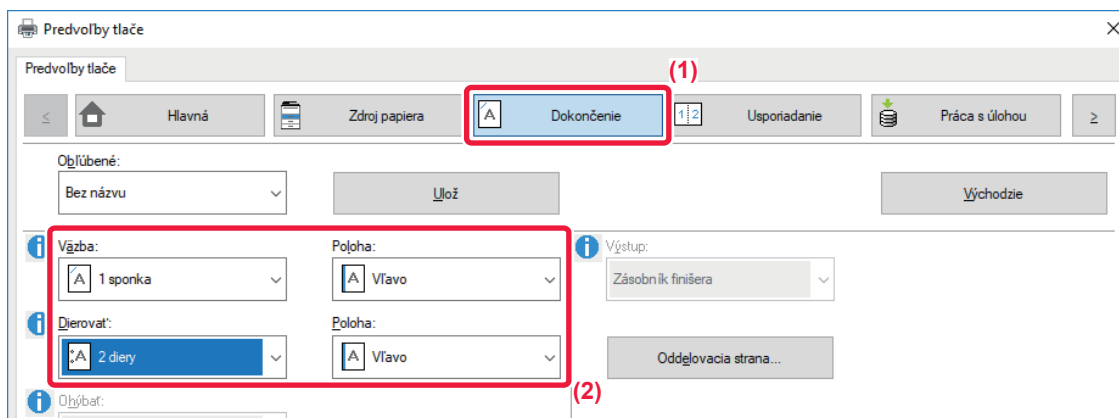 Predvoľby tlače
Predvoľby tlače
(1)
< Hlavná Zdroj papiera Dokončenie Usporiadanie Práca s úlohou >
Obľúbené:
Bez názvu Ulož Východzie
Väzba: Poloha: Výstup:
1 sponka Vľavo Zásobník finišera
Dierovať: Poloha:
2 diery Vľavo Oddelovacia strana...
(2)
Ohýbať: